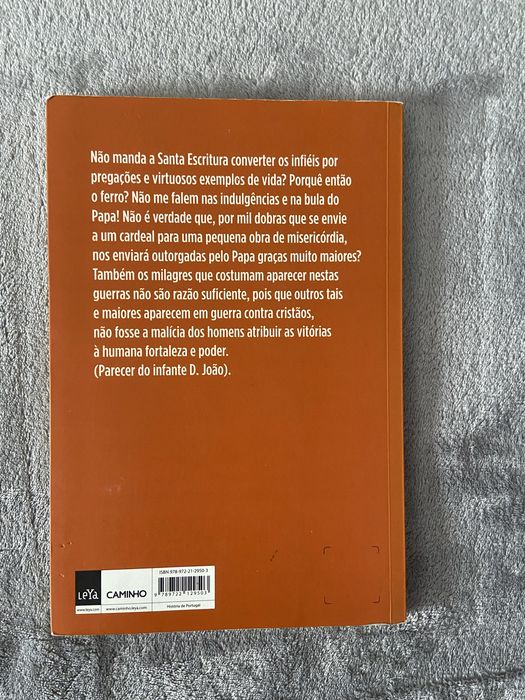 Não manda a Santa Escritura converter os infiéis por
pregações e virtuosos exemplos de vida? Porquê então
o ferro? Não me falem nas indulgências e na bula do
Papa! Não é verdade que, por mil dobras que se envie
a um cardeal para uma pequena obra de misericórdia,
nos enviará outorgadas pelo Papa graças muito maiores?
Também os milagres que costumam aparecer nestas
guerras não são razão suficiente, pois que outros tais
e maiores aparecem em guerra contra cristãos,
não fosse a malícia dos homens atribuir as vitórias
à humana fortaleza e poder.
(Parecer do infante D. João).
ISBN 978-972-21-2950-3
9 789722 129503
LeYa
CAMINHO
www.leya.com
www.caminho.leya.com
História de Portugal